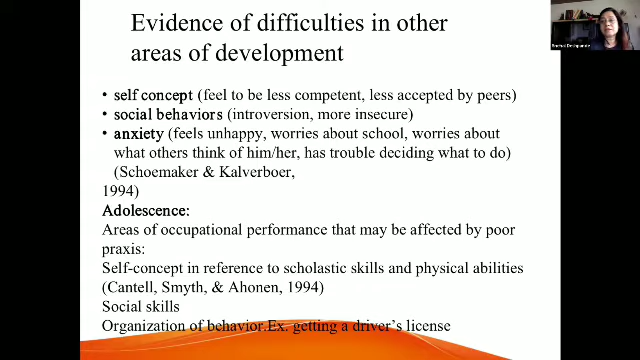 Evidence of difficulties in other
areas of development
• self concept (feel to be less competent, less accepted by peers)
• social behaviors (introversion, more insecure)
• anxiety (feels unhappy, worries about school, worries about
what others think of him/her, has trouble deciding what to do)
(Schoemaker & Kalverboer,
1994)
Adolescence:
Areas of occupational performance that may be affected by poor
praxis:
Self-concept in reference to scholastic skills and physical abilities
(Cantell, Smyth, & Ahonen, 1994)
Social skills
Organization of behavior.Ex. getting a driver's license